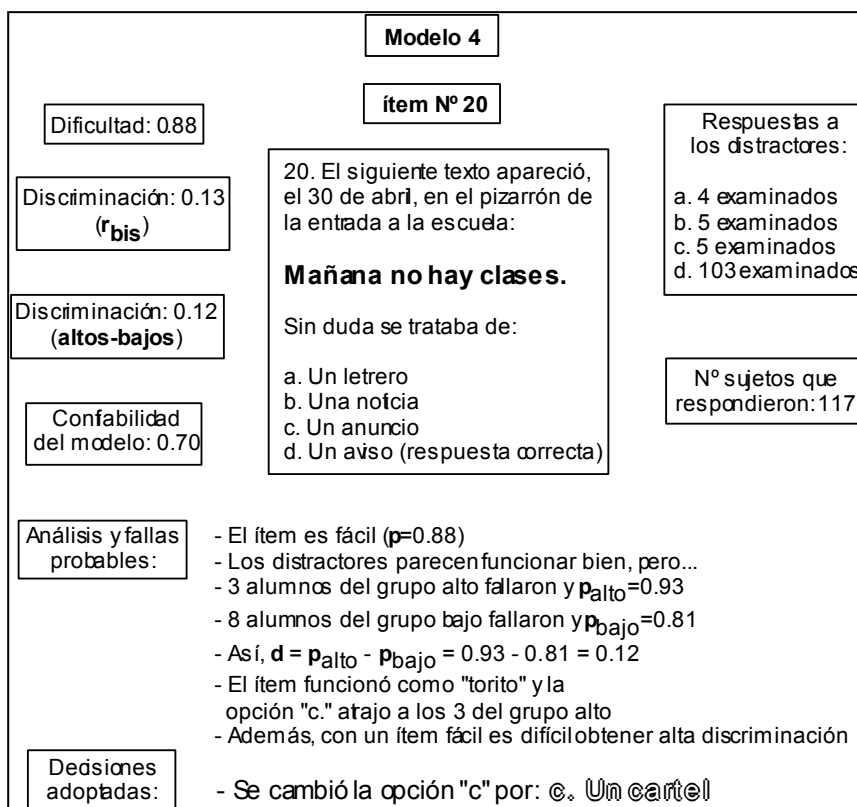 Modelo 4
ítem Nº 20
Dificultad: 0.88
Discriminación: 0.13
(rbis)
Discriminación: 0.12
(altos-bajos)
Confiabilidad
del modelo: 0.70
20. El siguiente texto apareció,
el 30 de abril, en el pizarrón de
la entrada a la escuela:
Mañana no hay clases.
Sin duda se trataba de:
a. Un letrero
b. Una noticia
c. Un anuncio
d. Un aviso (respuesta correcta)
Respuestas a
los distractores:
a. 4 examinados
b. 5 examinados
c. 5 examinados
d. 103 examinados
Nº sujetos que
respondieron: 117
Análisis y fallas
probables:
- El ítem es fácil (p=0.88)
- Los distractores parecen funcionar bien, pero...
- 3 alumnos del grupo alto fallaron y palto=0.93
- 8 alumnos del grupo bajo fallaron y pbajo=0.81
- Así, d = palto - pbajo = 0.93 - 0.81 = 0.12
- El ítem funcionó como "torito" y la
opción "c." atrajo a los 3 del grupo alto
- Además, con un ítem fácil es difícil obtener alta discriminación
Decisiones
adoptadas:
- Se cambió la opción "c" por: c. Un cartel